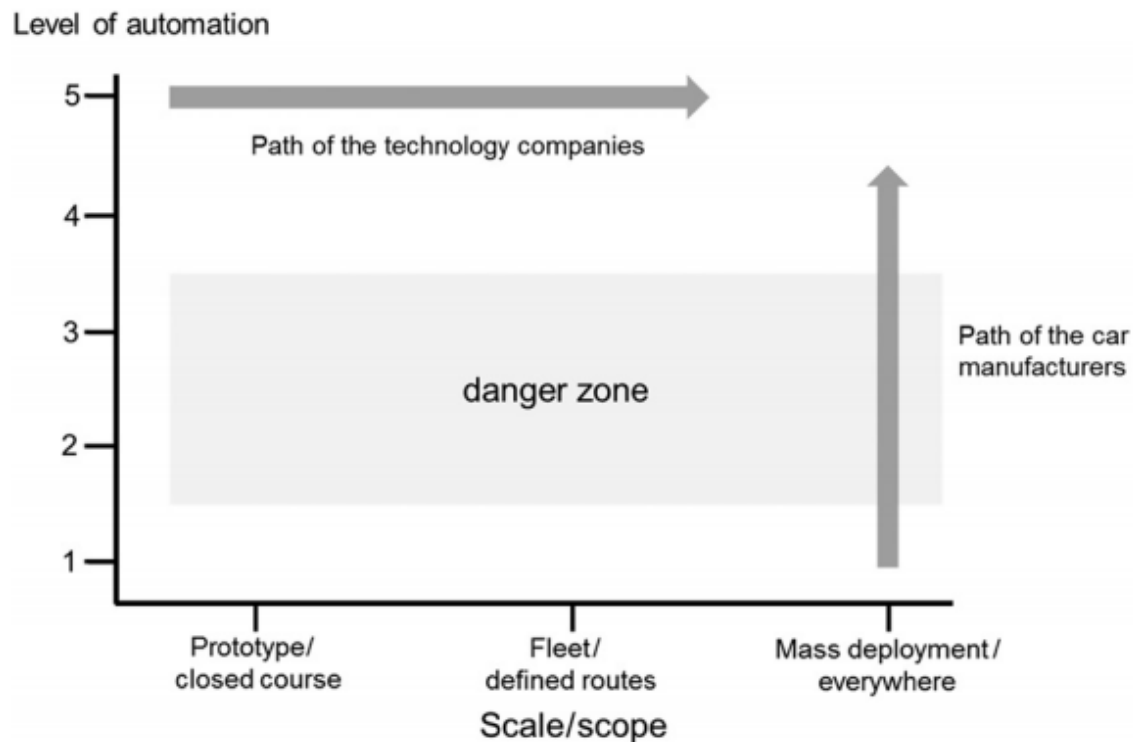 Level of automation
5
Path of the technology companies
4
3
Path of the car
manufacturers
danger zone
2
1
Prototype/
closed course
Fleet/
defined routes
Mass deployment/
everywhere
Scale/scope